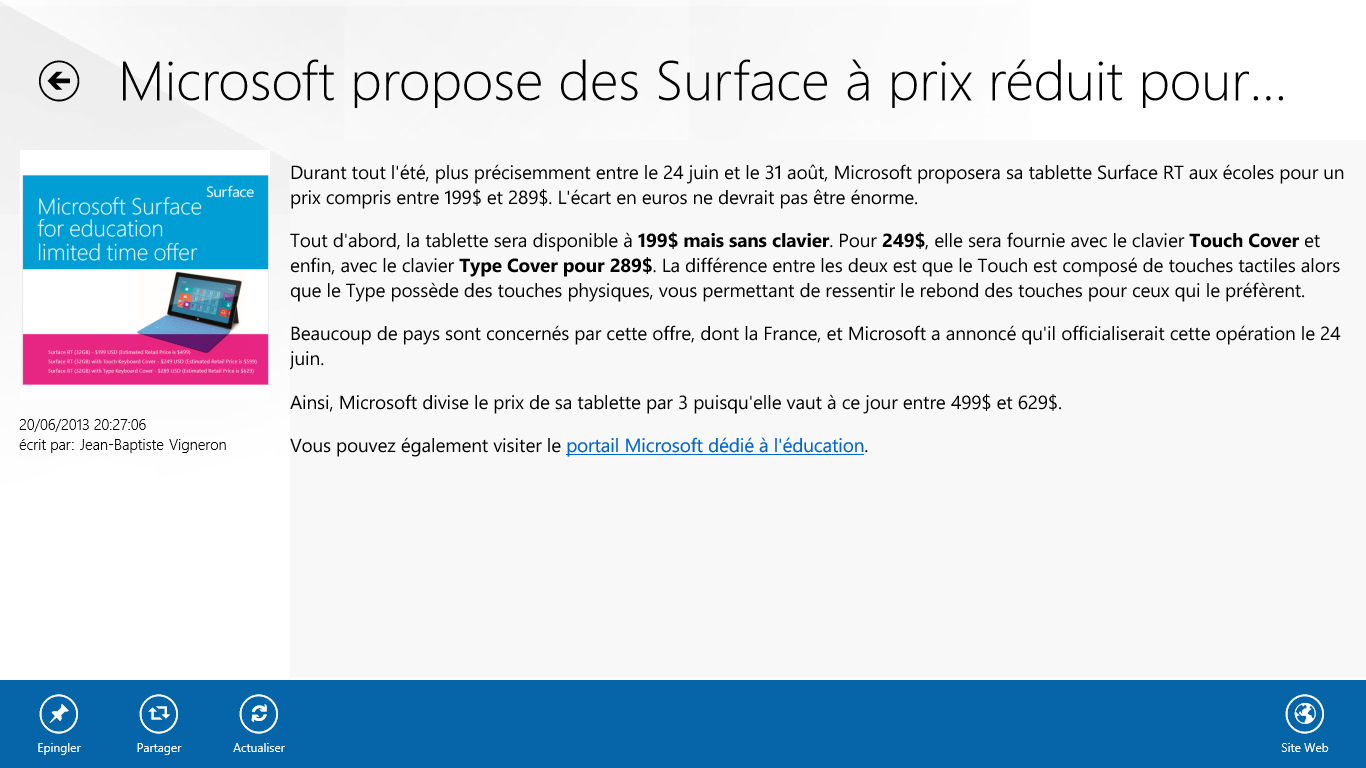 Microsoft propose des Surface à prix réduit pour...
Surface
Microsoft Surface
for education
limited time offer
Surface RT (32GB) - $199 USD (Estimated Retail Price is $499)
Surface RT (32GB) with Touch Keyboard Cover - $249 USD (Estimated Retail Price is $599)
Surface RT (32GB) with Type Keyboard Cover - $289 USD (Estimated Retail Price is $629)
20/06/2013 20:27:06
écrit par: Jean-Baptiste Vigneron
Durant tout l'été, plus précisemment entre le 24 juin et le 31 août, Microsoft proposera sa tablette Surface RT aux écoles pour un
prix compris entre 199$ et 289$. L'écart en euros ne devrait pas être énorme.
Tout d'abord, la tablette sera disponible à 199$ mais sans clavier. Pour 249$, elle sera fournie avec le clavier Touch Cover et
enfin, avec le clavier Type Cover pour 289$. La différence entre les deux est que le Touch est composé de touches tactiles alors
que le Type possède des touches physiques, vous permettant de ressentir le rebond des touches pour ceux qui le préfèrent.
Beaucoup de pays sont concernés par cette offre, dont la France, et Microsoft a annoncé qu'il officialiserait cette opération le 24
juin.
Ainsi, Microsoft divise le prix de sa tablette par 3 puisqu'elle vaut à ce jour entre 499$ et 629$.
Vous pouvez également visiter le portail Microsoft dédié à l'éducation.
Epingler
Partager
Actualiser
Site Web